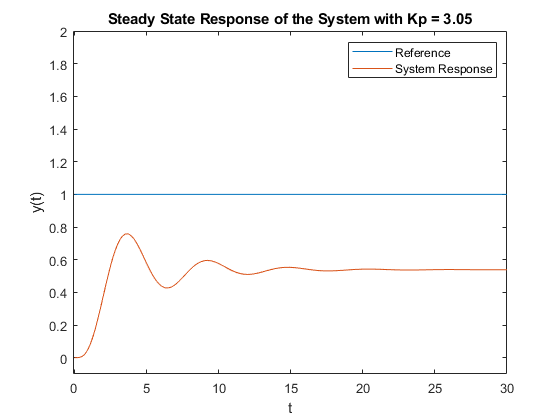 Steady State Response of the System with Kp = 3.05
2
1.8
1.6
1.4
1.2
1
0.8
0.6
0.4
0.2
0
y(t)
Reference
System Response
0 5 10 15 20 25 30
t